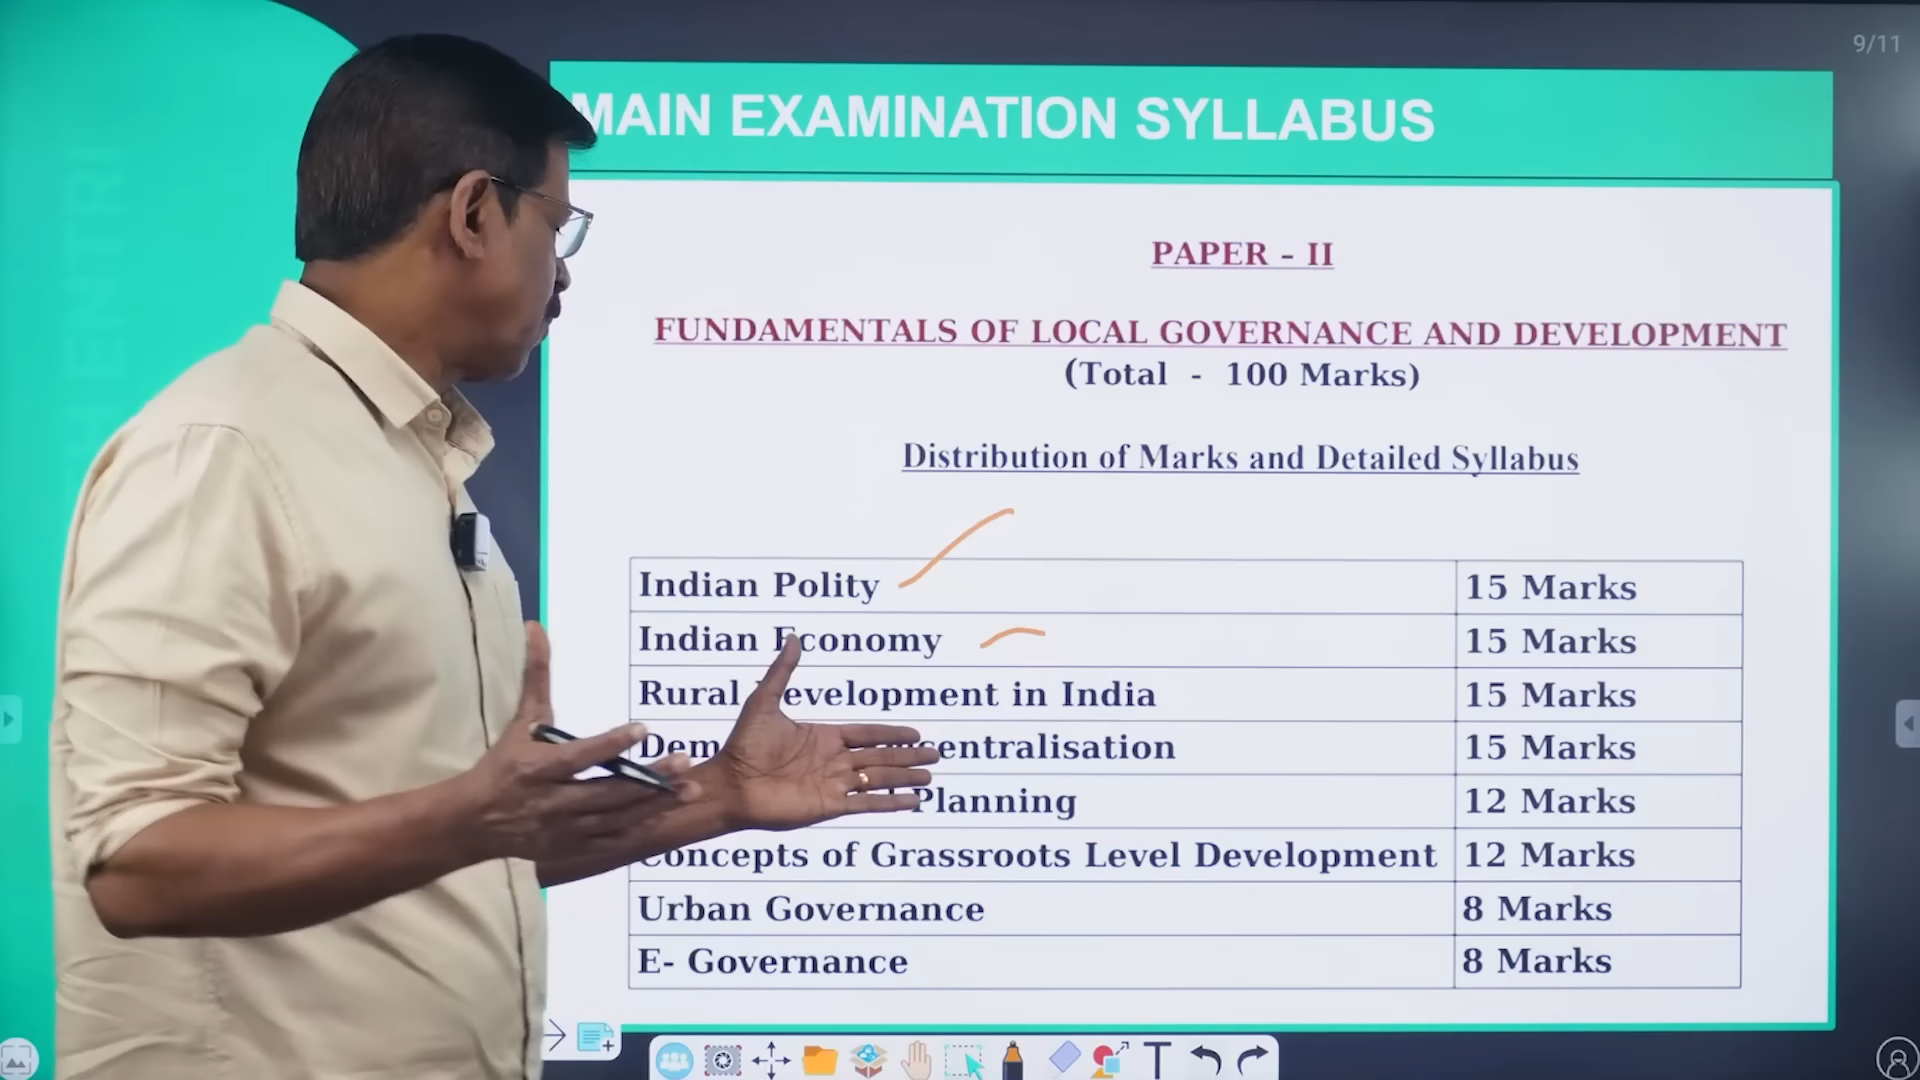 9/11
MAIN EXAMINATION SYLLABUS
PAPER – II
FUNDAMENTALS OF LOCAL GOVERNANCE AND DEVELOPMENT
(Total - 100 Marks)
Distribution of Marks and Detailed Syllabus
Indian Polity 15 Marks
Indian Economy 15 Marks
Rural Development in India 15 Marks
15 Marks
Planning 12 Marks
Concepts of Grassroots Level Development 12 Marks
Urban Governance 8 Marks
E- Governance 8 Marks
ENTRI